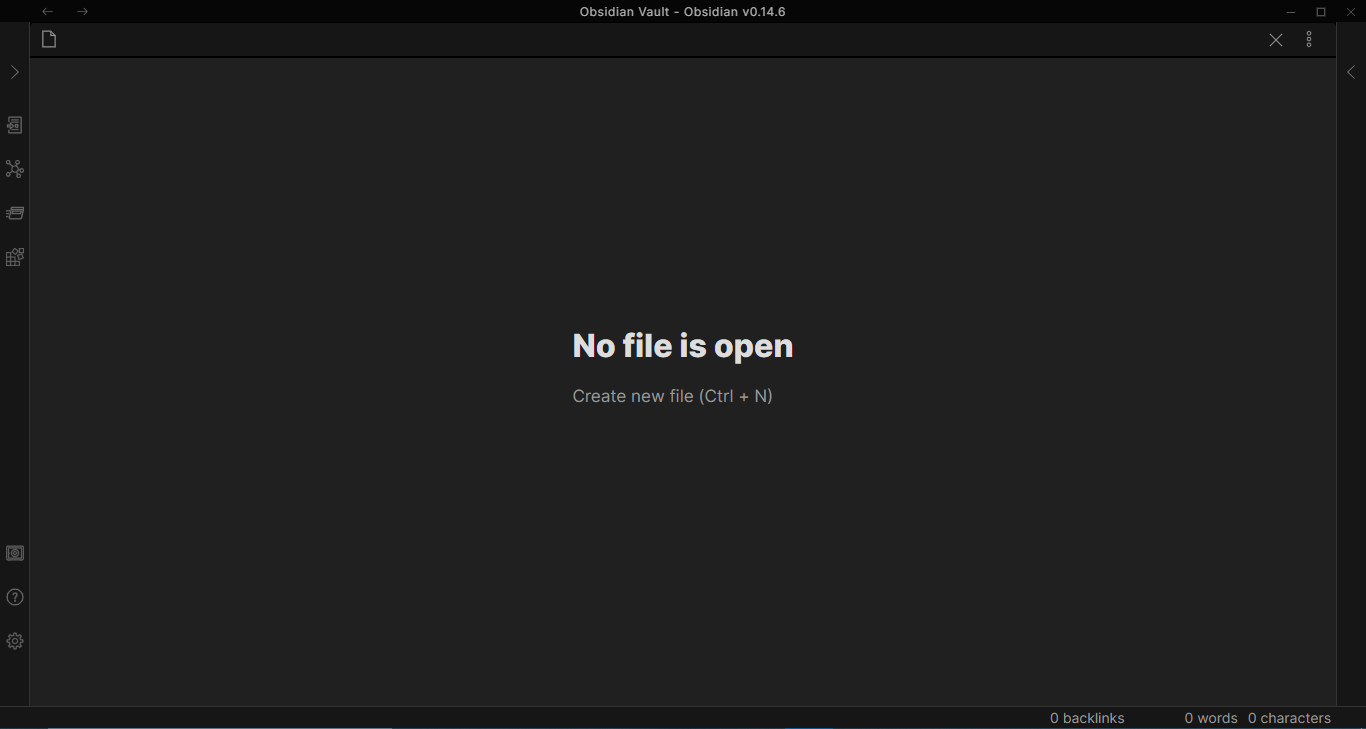 Obsidian Vault - Obsidian v0.14.6
No file is open
Create new file (Ctrl + N)
0 backlinks 0 words 0 characters